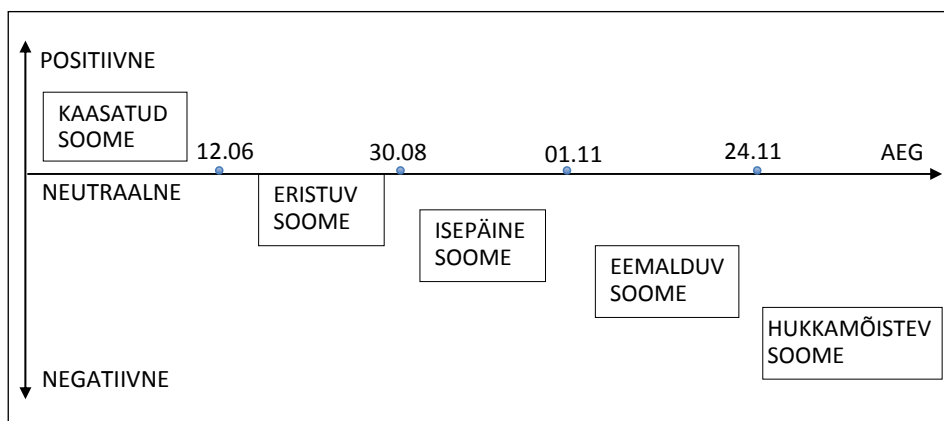 POSITIIVNE
KAASATUD
SOOME
12.06
30.08
01.11
24.11
AEG
NEUTRAALNE
ERISTUV
SOOME
ISEPÄINE
SOOME
EEMALDUV
SOOME
HUKKAMÕISTEV
SOOME
NEGATIIVNE